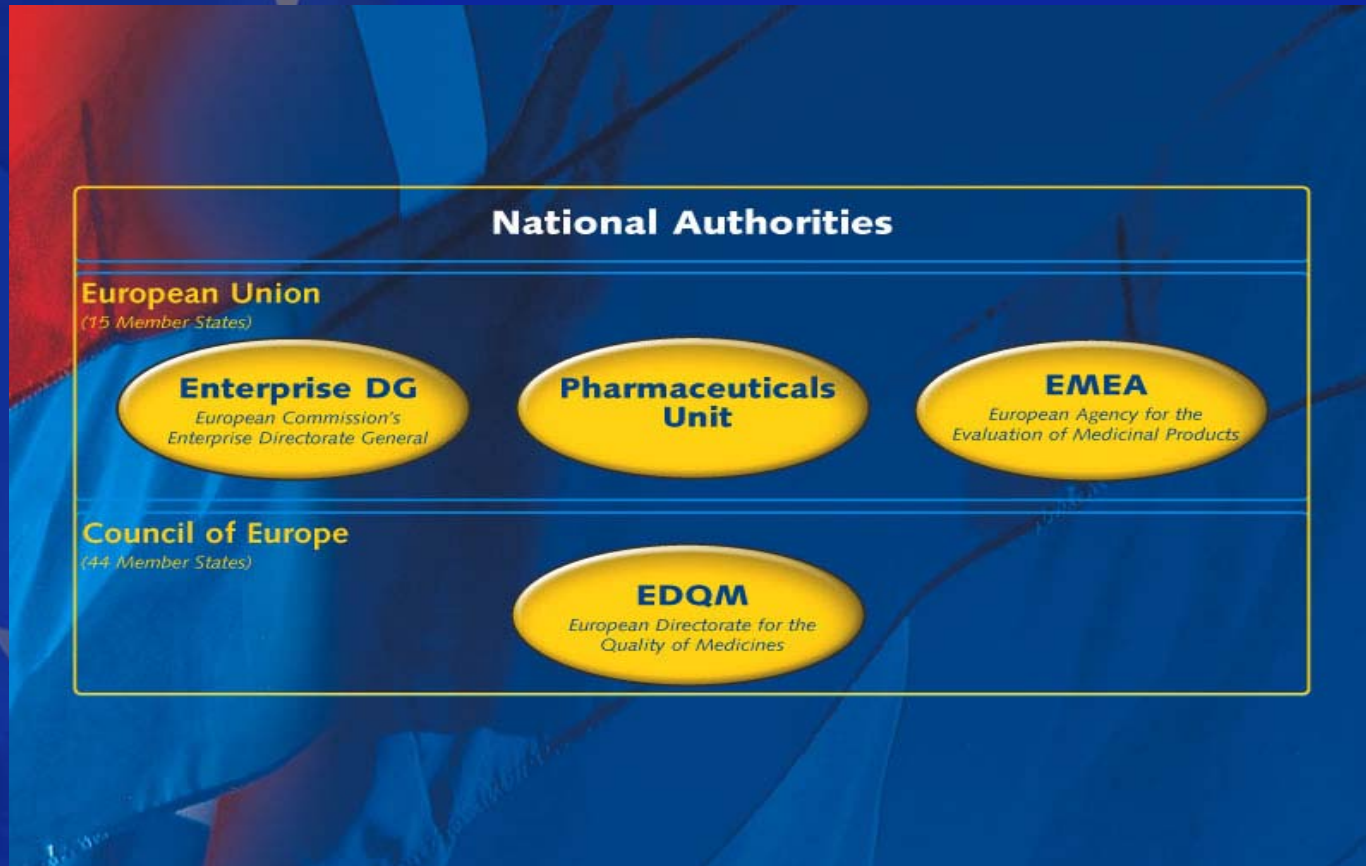 National Authorities
European Union
(15 Member States)
Enterprise DG
European Commission's
Enterprise Directorate General
Pharmaceuticals
Unit
EMEA
European Agency for the
Evaluation of Medicinal Products
Council of Europe
(44 Member States)
EDQM
European Directorate for the
Quality of Medicines